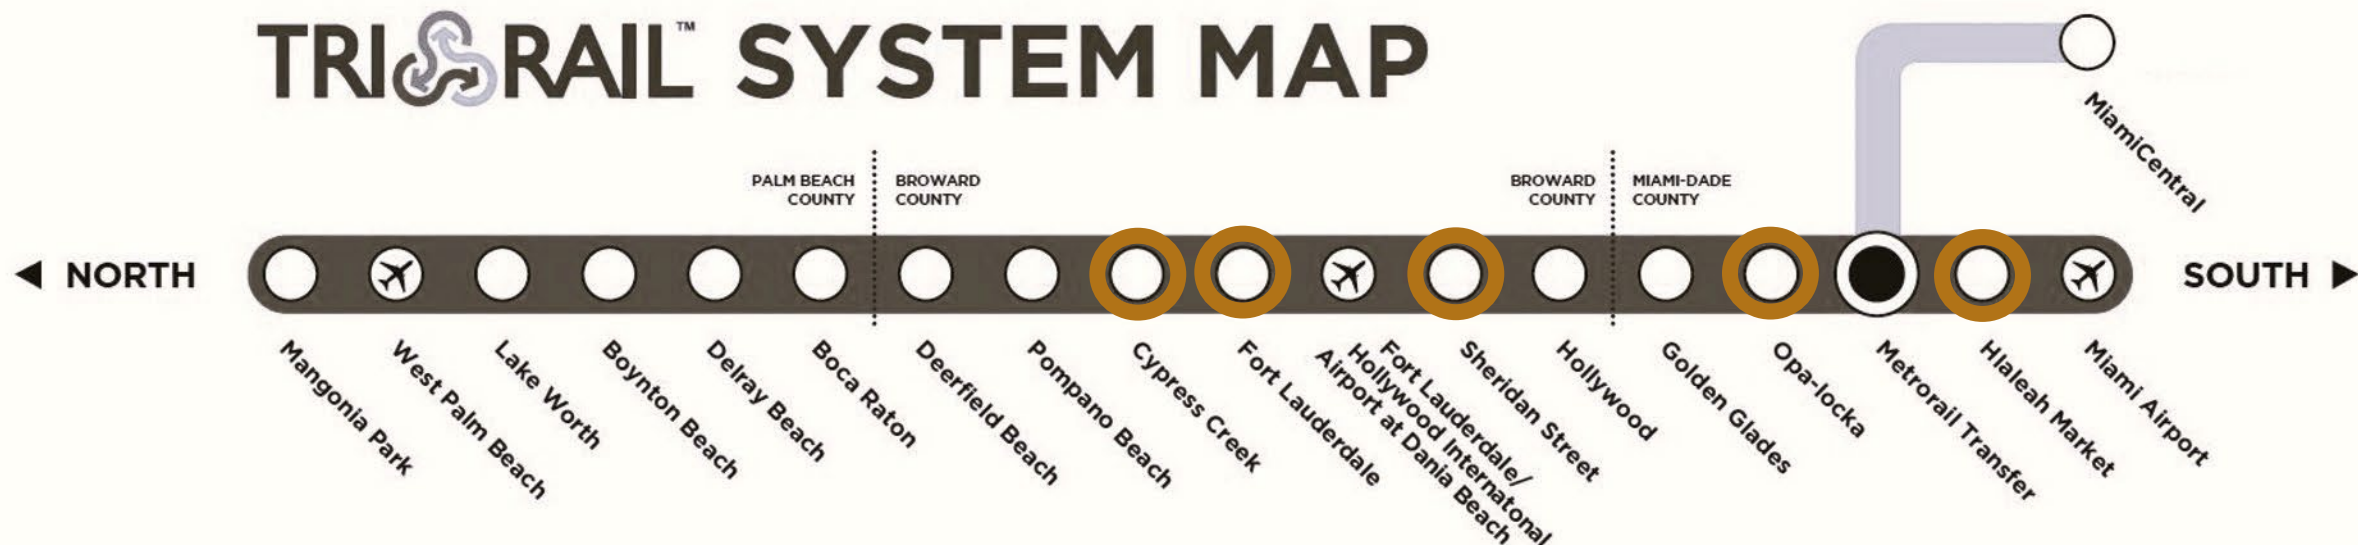 TRI RAIL™ SYSTEM MAP
MiamiCentral
PALM BEACH
COUNTY
BROWARD
COUNTY
BROWARD
COUNTY
MIAMI-DADE
COUNTY
◄ NORTH
SOUTH ►
Mangonia Park
West Palm Beach
Lake Worth
Boynton Beach
Delray Beach
Boca Raton
Deerfield Beach
Pompano Beach
Cypress Creek
Fort Lauderdale
Fort Lauderdale/
Hollywood Internatonal
Airport at Dania Beach
Sheridan Street
Hollywood
Golden Glades
Opa-locka
Metrorail Transfer
Hlaleah Market
Miami Airport